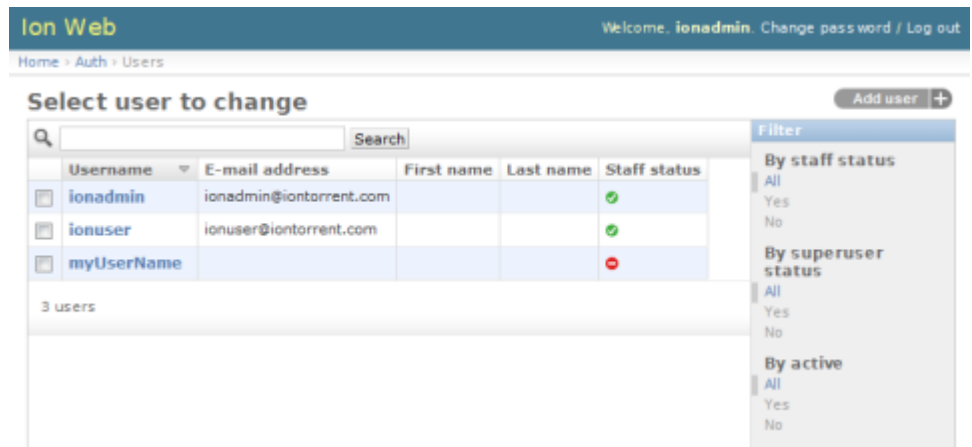 Ion Web
Welcome, ionadmin. Change password / Log out
Home › Auth › Users
Select user to change
Add user
Search
Username E-mail address First name Last name Staff status
ionadmin ionadmin@iontorrent.com
ionuser ionuser@iontorrent.com
myUserName
3 users
Filter
By staff status
All
Yes
No
By superuser
status
All
Yes
No
By active
All
Yes
No